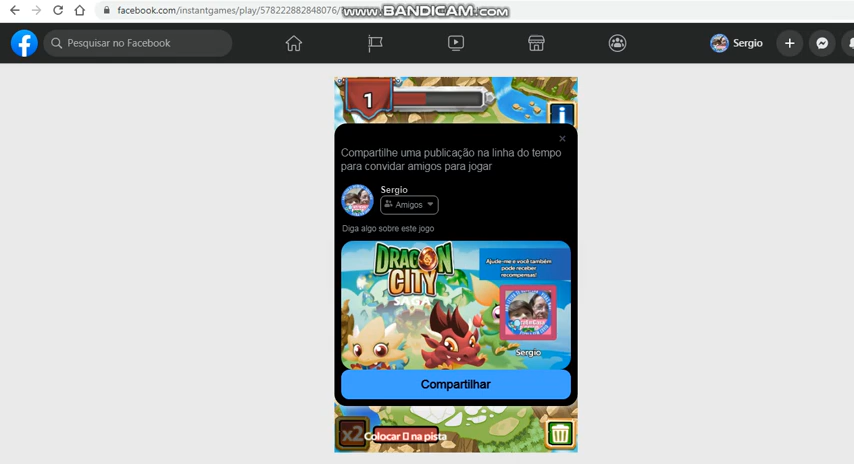 facebook.com/instantgames/play/578222882848076/
www.BANDICAM.com
Pesquisar no Facebook
Sergio
1
i
Compartilhe uma publicação na linha do tempo
para convidar amigos para jogar
Sergio
Amigos
Diga algo sobre este jogo
DRAGON
CITY
SAGA
Ajude-me e você também
pode receber
recompensas!
Sergio
Compartilhar
x2
Colocar na pista